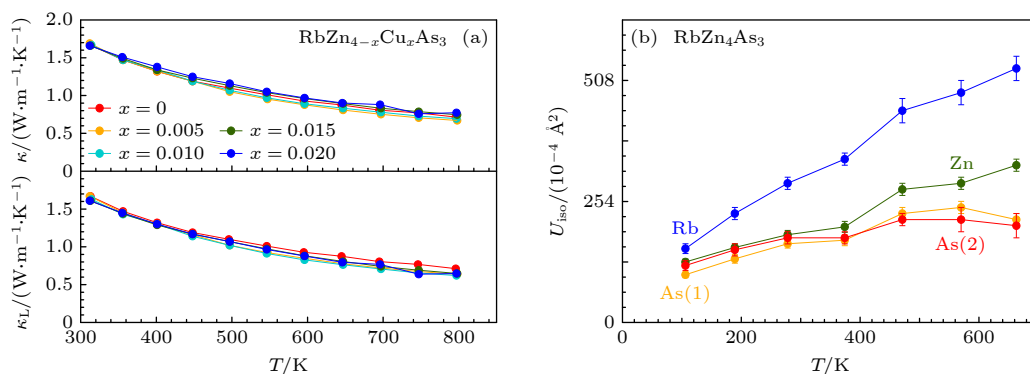 RbZn₄₋ₓCuₓAs₃ (a)
κ/(W·m⁻¹·K⁻¹)
2.0
1.5
1.0
0.5
0
x = 0
x = 0.005
x = 0.010
x = 0.015
x = 0.020
κL/(W·m⁻¹·K⁻¹)
1.5
1.0
0.5
0
300 400 500 600 700 800
T/K
(b) RbZn₄As₃
Uiso/(10⁻⁴ Å²)
508
254
0
Rb
Zn
As(1)
As(2)
0 200 400 600
T/K